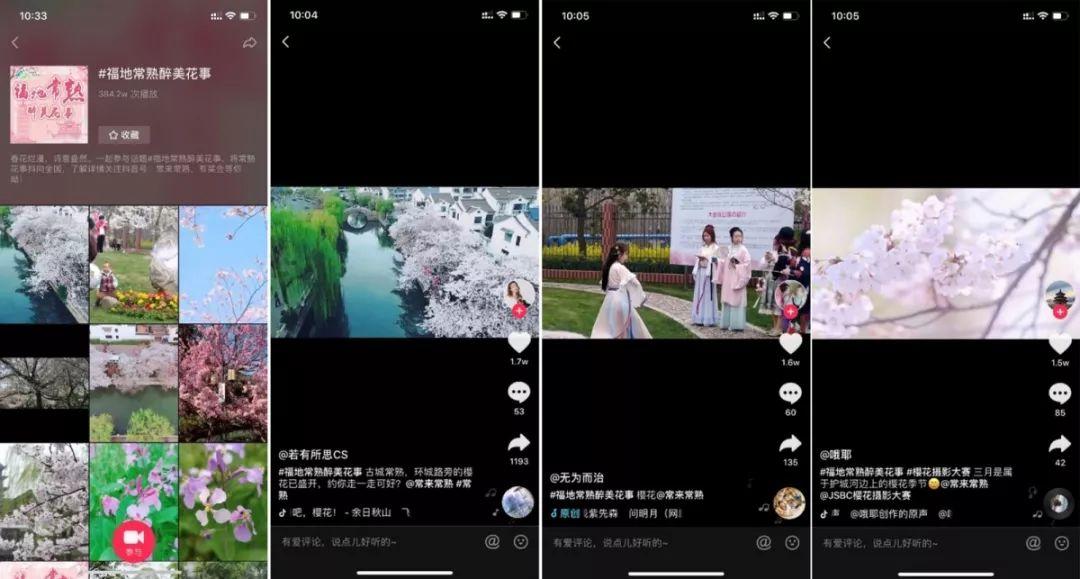 10:33
#福地常熟醉美花事
384.2w 次播放
福地常熟
醉美花事
收藏
春花烂漫，诗意盎然。一起参与话题#福地常熟醉美花事，将常熟
花事抖向全国，了解详情关注抖音号：常来常熟，有奖金等你
呦！
参与
10:04
1.7w
53
1193
@若有所思CS
#福地常熟醉美花事 古城常熟，环城路旁的樱
花已盛开，约你走一走可好？@常来常熟 #常
熟
吧，樱花！ - 余日秋山
有爱评论，说点儿好听的~
10:05
1.6w
60
135
@无为而治
#福地常熟醉美花事 樱花@常来常熟
原创 紫先森 问明月（网
有爱评论，说点儿好听的~
10:05
1.5w
85
42
@哦耶
#福地常熟醉美花事 #樱花摄影大赛 三月是属
于护城河边上的樱花季节😄@常来常熟
@JSBC樱花摄影大赛
@哦耶创作的原声
有爱评论，说点儿好听的~